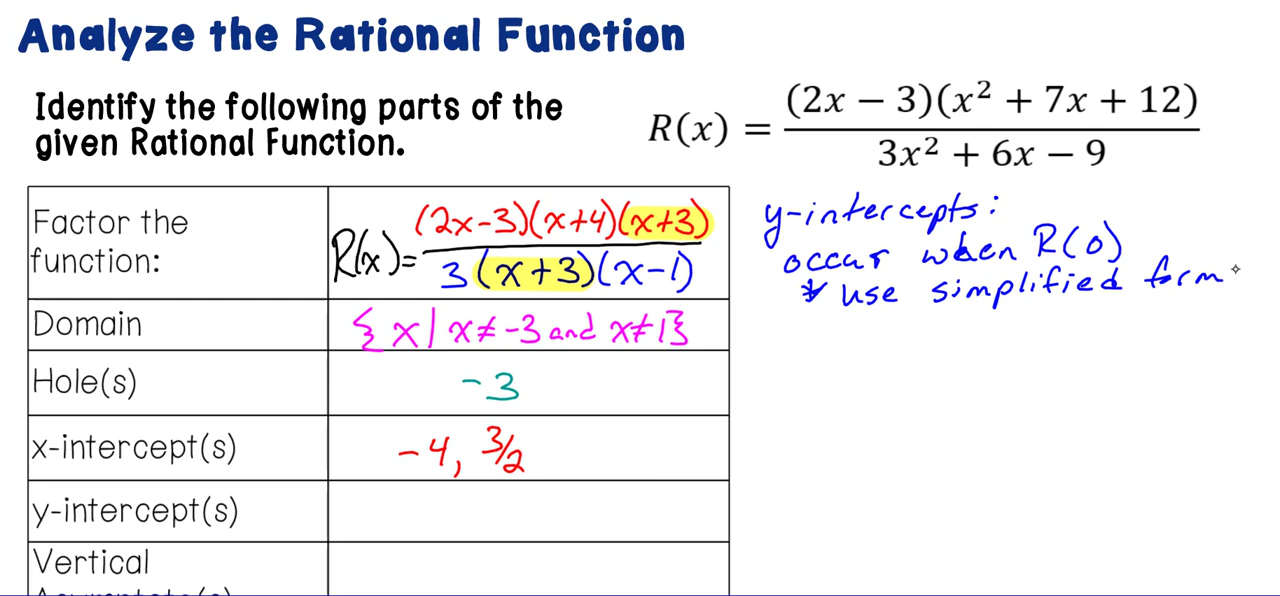 Analyze the Rational Function
Identify the following parts of the
given Rational Function.
R(x) = (2x − 3)(x² + 7x + 12) / 3x² + 6x − 9
Factor the
function:
R(x) = (2x-3)(x+4)(x+3) / 3(x+3)(x-1)
Domain
{x | x ≠ -3 and x ≠ 1}
Hole(s)
-3
x-intercept(s)
-4, 3/2
y-intercept(s)
Vertical
Asymptote(s)
y-intercepts:
occur when R(0)
* use simplified form